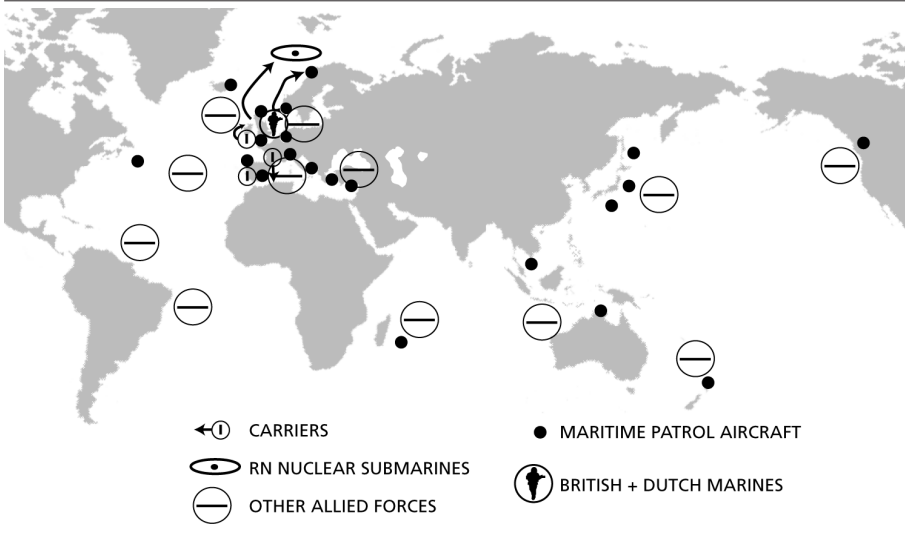 CARRIERS
RN NUCLEAR SUBMARINES
OTHER ALLIED FORCES
MARITIME PATROL AIRCRAFT
BRITISH + DUTCH MARINES